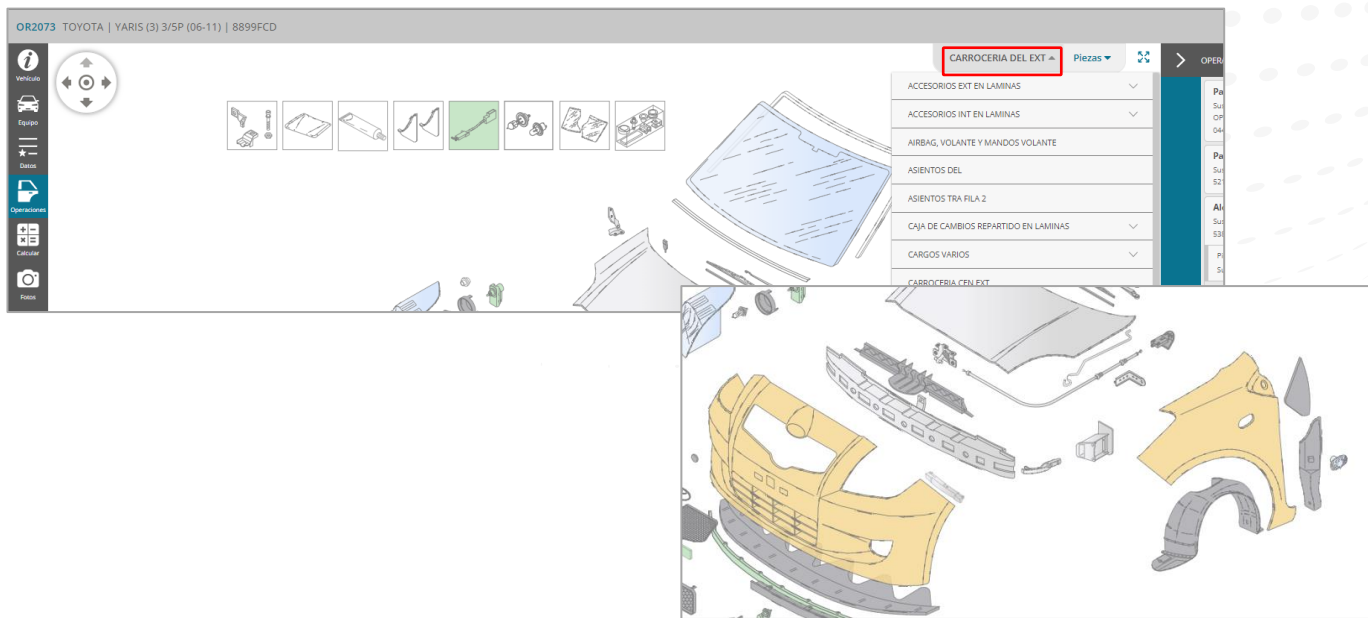 OR2073 TOYOTA | YARIS (3) 3/5P (06-11) | 8899FCD
Vehículo
Equipo
Datos
Operaciones
Calcular
Fotos
CARROCERIA DEL EXT
Piezas
ACCESORIOS EXT EN LAMINAS
ACCESORIOS INT EN LAMINAS
AIRBAG, VOLANTE Y MANDOS VOLANTE
ASIENTOS DEL
ASIENTOS TRA FILA 2
CAJA DE CAMBIOS REPARTIDO EN LAMINAS
CARGOS VARIOS
CARROCERIA CEN EXT